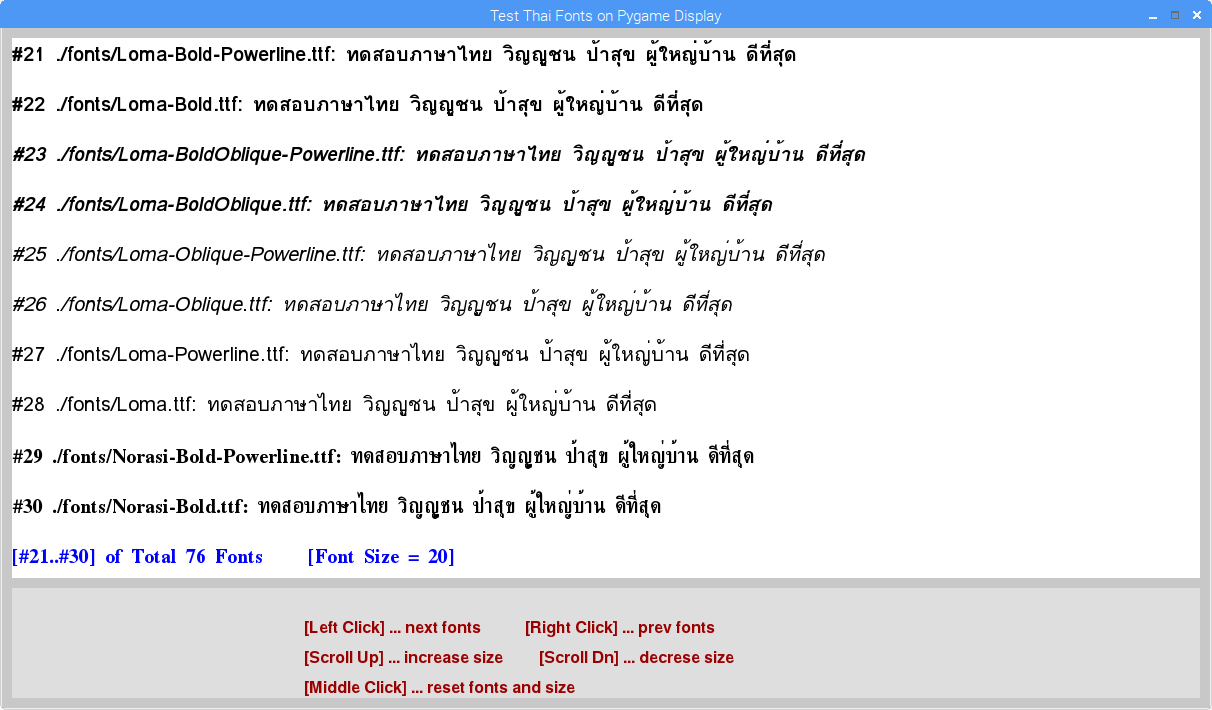 Test Thai Fonts on Pygame Display
#21 ./fonts/Loma-Bold-Powerline.ttf: ทดสอบภาษาไทย วิญญูชน ป้าสุข ผู้ใหญ่บ้าน ดีที่สุด
#22 ./fonts/Loma-Bold.ttf: ทดสอบภาษาไทย วิญญูชน ป้าสุข ผู้ใหญ่บ้าน ดีที่สุด
#23 ./fonts/Loma-BoldOblique-Powerline.ttf: ทดสอบภาษาไทย วิญญูชน ป้าสุข ผู้ใหญ่บ้าน ดีที่สุด
#24 ./fonts/Loma-BoldOblique.ttf: ทดสอบภาษาไทย วิญญูชน ป้าสุข ผู้ใหญ่บ้าน ดีที่สุด
#25 ./fonts/Loma-Oblique-Powerline.ttf: ทดสอบภาษาไทย วิญญูชน ป้าสุข ผู้ใหญ่บ้าน ดีที่สุด
#26 ./fonts/Loma-Oblique.ttf: ทดสอบภาษาไทย วิญญูชน ป้าสุข ผู้ใหญ่บ้าน ดีที่สุด
#27 ./fonts/Loma-Powerline.ttf: ทดสอบภาษาไทย วิญญูชน ป้าสุข ผู้ใหญ่บ้าน ดีที่สุด
#28 ./fonts/Loma.ttf: ทดสอบภาษาไทย วิญญูชน ป้าสุข ผู้ใหญ่บ้าน ดีที่สุด
#29 ./fonts/Norasi-Bold-Powerline.ttf: ทดสอบภาษาไทย วิญญูชน ป้าสุข ผู้ใหญ่บ้าน ดีที่สุด
#30 ./fonts/Norasi-Bold.ttf: ทดสอบภาษาไทย วิญญูชน ป้าสุข ผู้ใหญ่บ้าน ดีที่สุด
[#21..#30] of Total 76 Fonts [Font Size = 20]
[Left Click] ... next fonts [Right Click] ... prev fonts
[Scroll Up] ... increase size [Scroll Dn] ... decrese size
[Middle Click] ... reset fonts and size